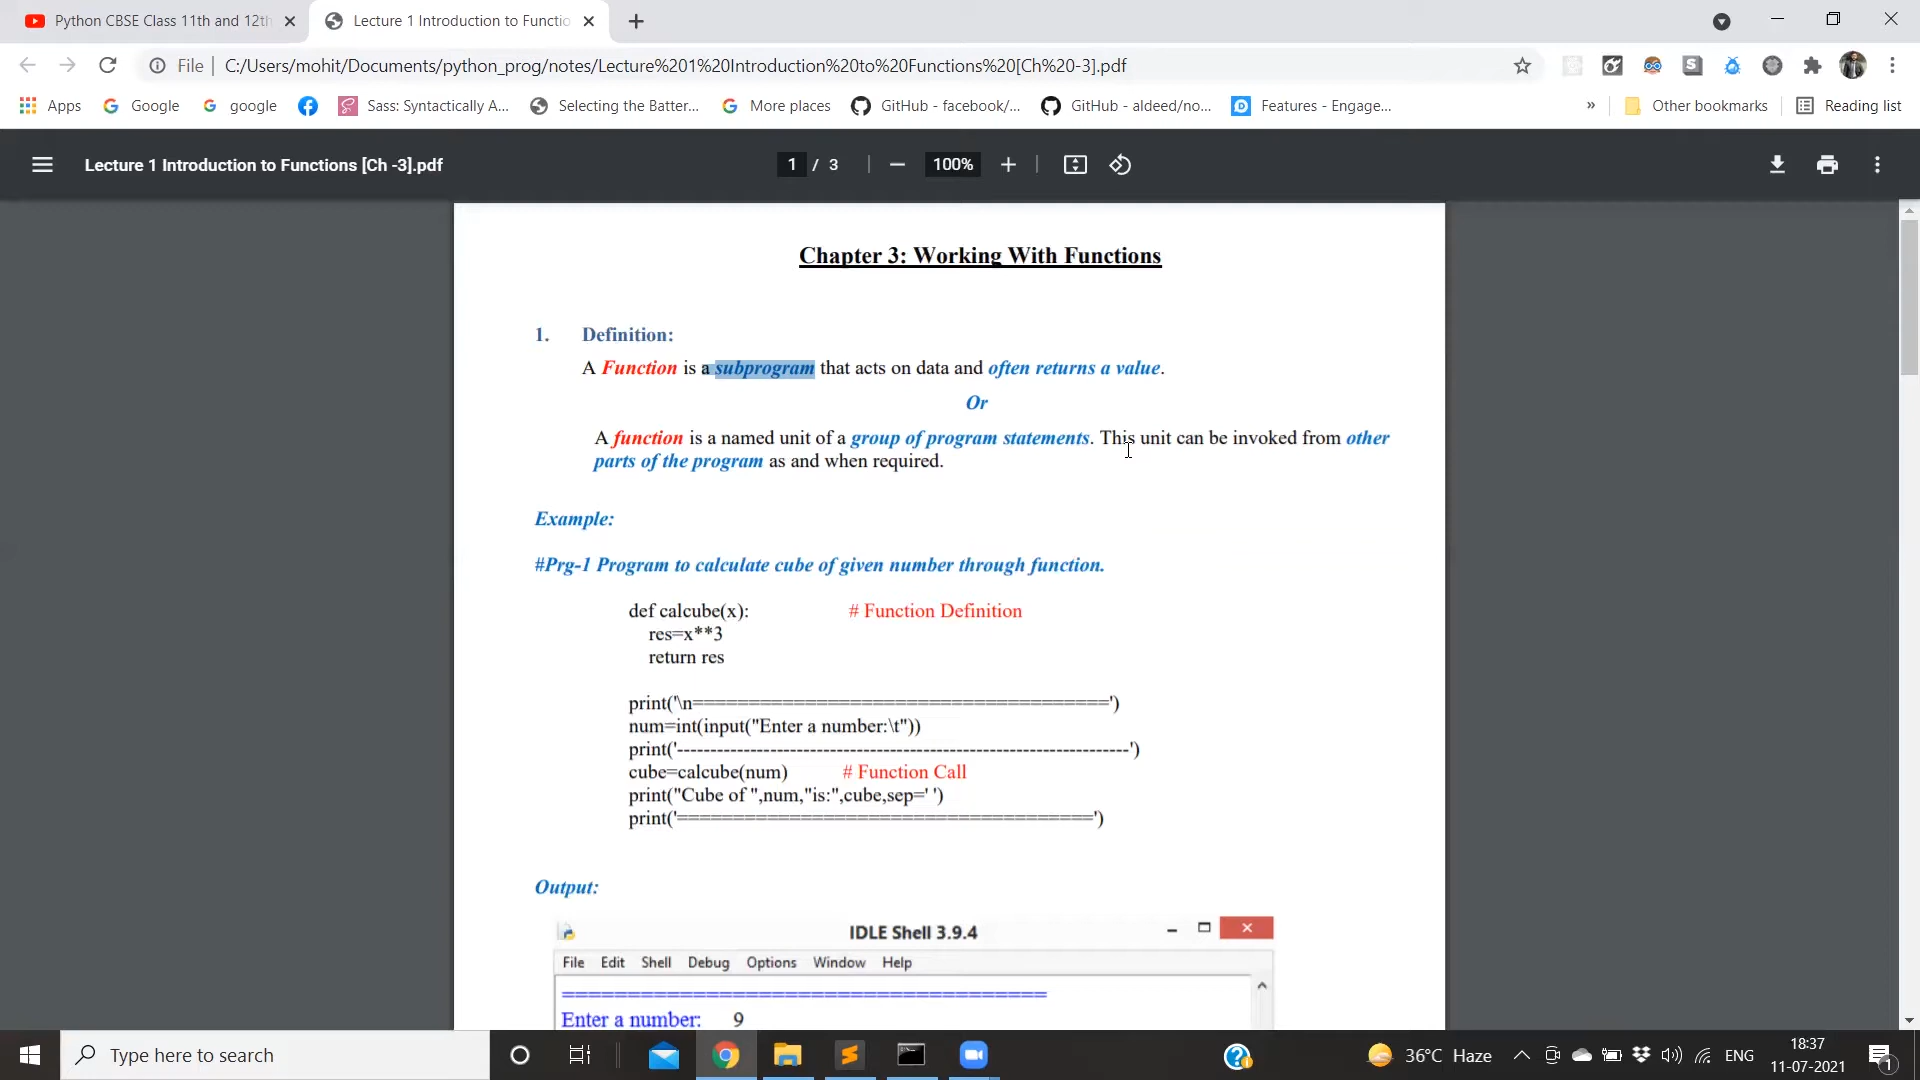 Python CBSE Class 11th and 12th
Lecture 1 Introduction to Functio
File
C:/Users/mohit/Documents/python_prog/notes/Lecture%201%20Introduction%20to%20Functions%20[Ch%20-3].pdf
Apps
Google
google
Sass: Syntactically A...
Selecting the Batter...
More places
GitHub - facebook/...
GitHub - aldeed/no...
Features - Engage...
»
Other bookmarks
Reading list
Lecture 1 Introduction to Functions [Ch -3].pdf
1 / 3
100%
Chapter 3: Working With Functions
1. Definition:
A Function is a subprogram that acts on data and often returns a value.
Or
A function is a named unit of a group of program statements. This unit can be invoked from other
parts of the program as and when required.
Example:
#Prg-1 Program to calculate cube of given number through function.
def calcube(x): # Function Definition
res=x**3
return res
print('\n=====================================')
num=int(input("Enter a number:\t"))
print('--------------------------------------------------------------------')
cube=calcube(num) # Function Call
print("Cube of ",num,"is:",cube,sep=' ')
print('=====================================')
Output:
IDLE Shell 3.9.4
File Edit Shell Debug Options Window Help
=====================================
Enter a number: 9
Type here to search
36°C Haze
ENG
18:37
11-07-2021
1